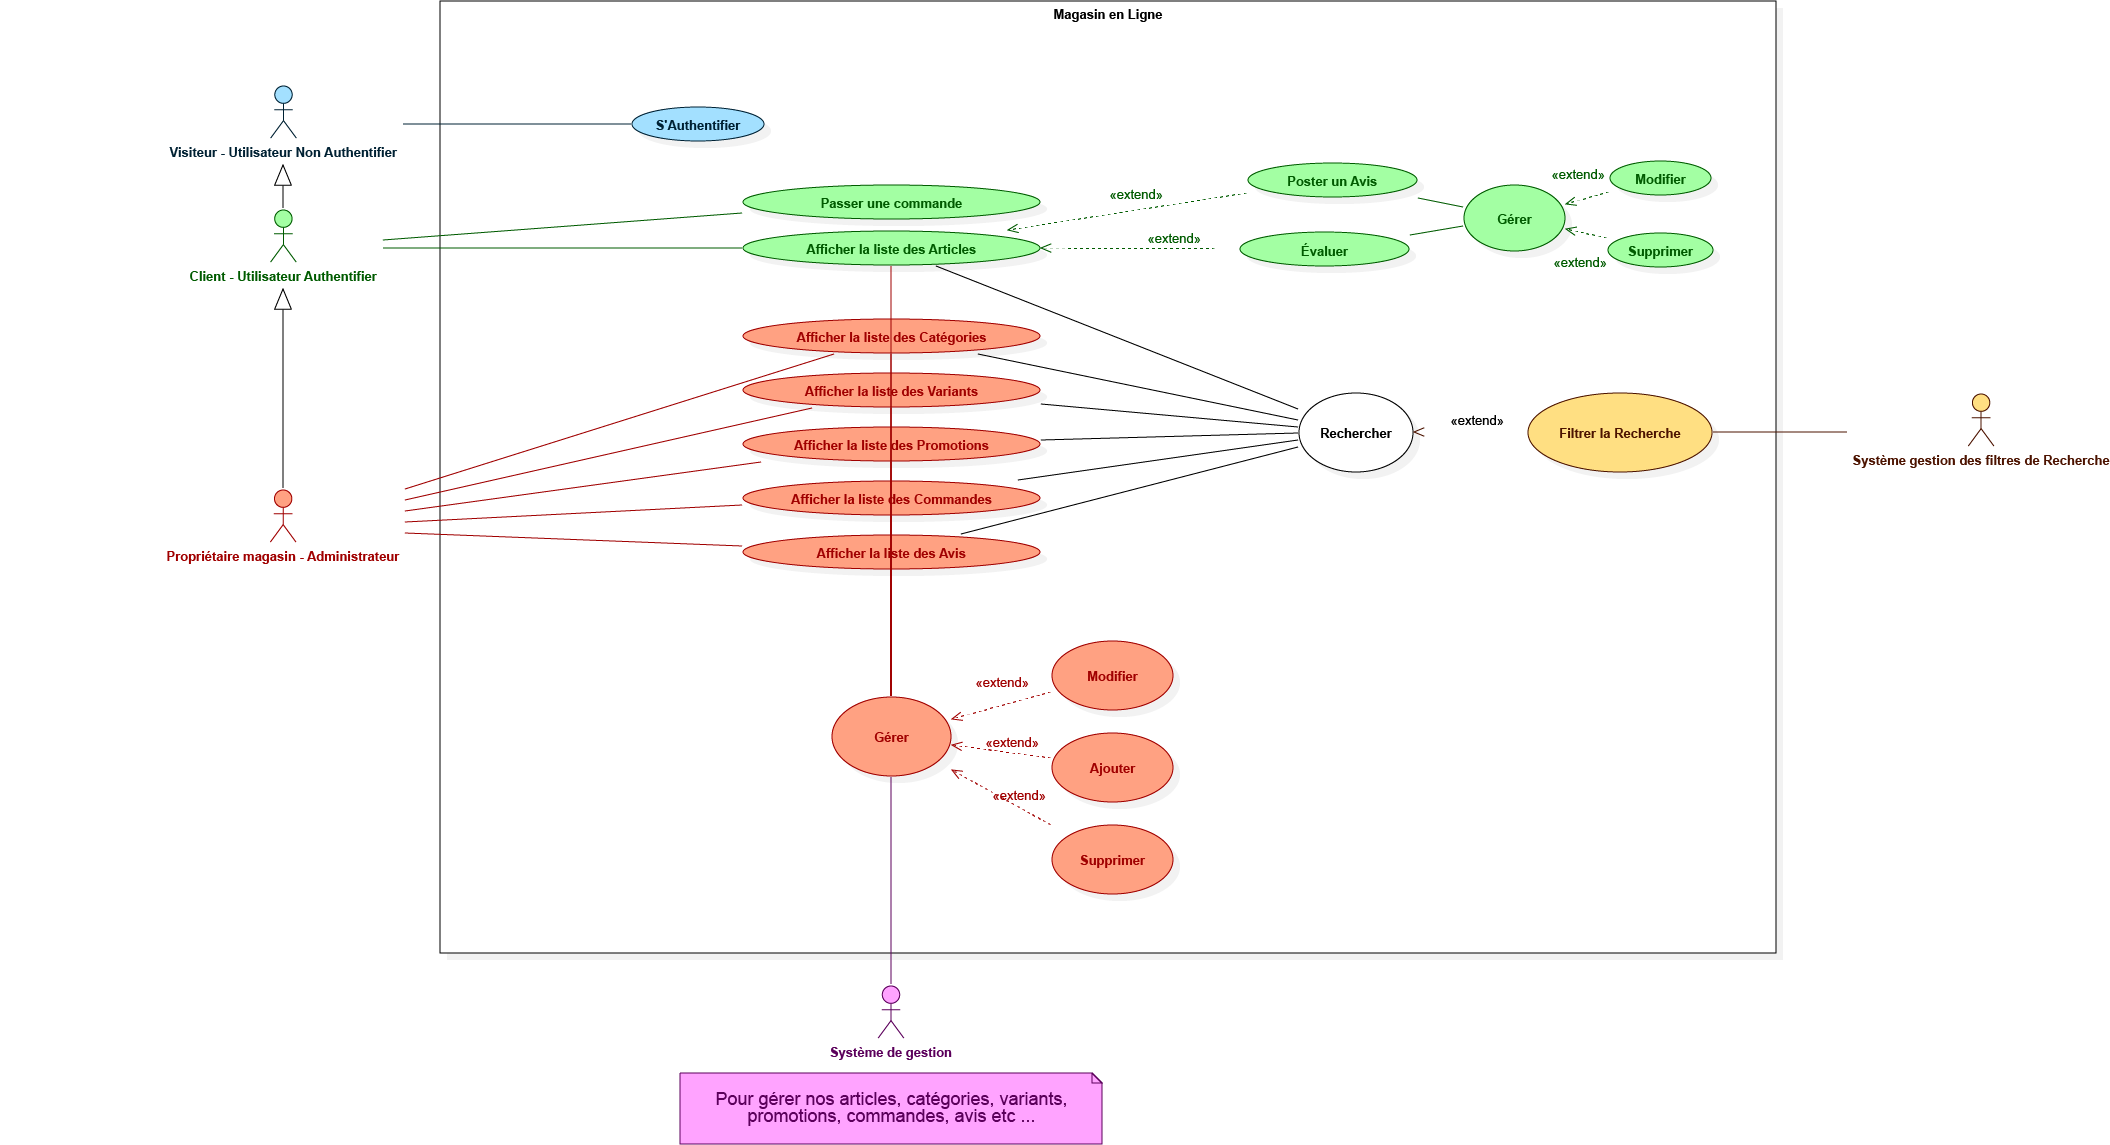 Magasin en Ligne
S'Authentifier
Visiteur - Utilisateur Non Authentifier
Passer une commande
«extend»
Poster un Avis
«extend»
Modifier
Gérer
Afficher la liste des Articles
«extend»
Évaluer
Supprimer
«extend»
Client - Utilisateur Authentifier
Afficher la liste des Catégories
Afficher la liste des Variants
Afficher la liste des Promotions
Rechercher
«extend»
Filtrer la Recherche
Système gestion des filtres de Recherche
Afficher la liste des Commandes
Afficher la liste des Avis
Propriétaire magasin - Administrateur
Modifier
«extend»
Gérer
«extend»
Ajouter
«extend»
Supprimer
Système de gestion
Pour gérer nos articles, catégories, variants,
promotions, commandes, avis etc ...